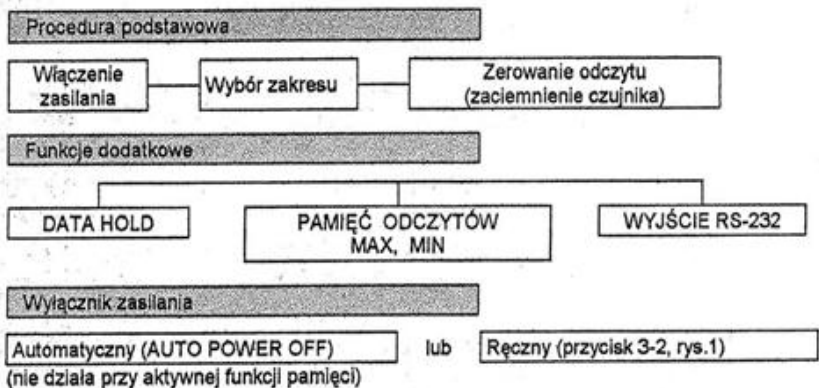 Procedura podstawowa
Włączenie
zasilania
Wybór zakresu
Zerowanie odczytu
(zaciemnienie czujnika)
Funkcje dodatkowe
DATA HOLD
PAMIĘĆ ODCZYTÓW
MAX, MIN
WYJŚCIE RS-232
Wyłącznik zasilania
Automatyczny (AUTO POWER OFF)
lub
Ręczny (przycisk 3-2, rys.1)
(nie działa przy aktywnej funkcji pamięci)